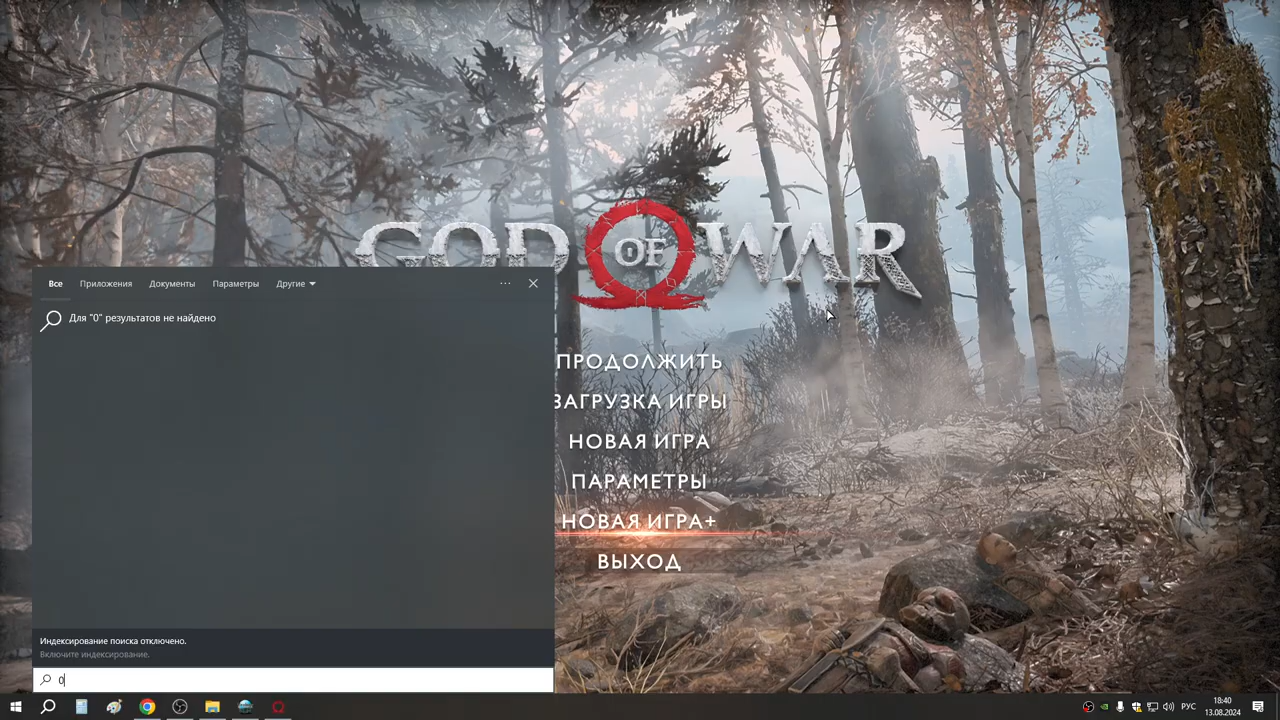 GOD OF WAR
Все Приложения Документы Параметры Другие ...
Для "0" результатов не найдено
ПРОДОЛЖИТЬ
ЗАГРУЗКА ИГРЫ
НОВАЯ ИГРА
ПАРАМЕТРЫ
НОВАЯ ИГРА+
ВЫХОД
Индексирование поиска отключено.
Включите индексирование.
0
РУС
18:40
13.08.2024